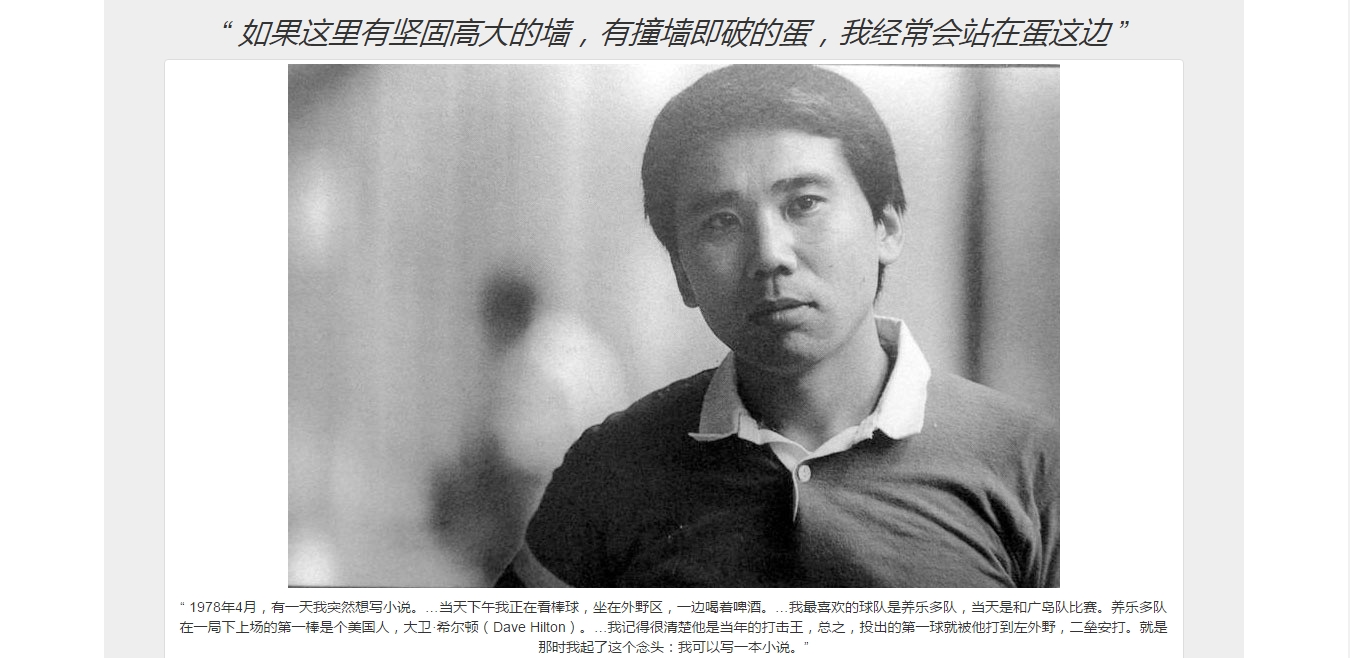 “ 如果这里有坚固高大的墙，有撞墙即破的蛋，我经常会站在蛋这边 ”
“ 1978年4月，有一天我突然想写小说。…当天下午我正在看棒球，坐在外野区，一边喝着啤酒。…我最喜欢的球队是养乐多队，当天是和广岛队比赛。养乐多队
在一局下上场的第一棒是个美国人，大卫·希尔顿（Dave Hilton）。…我记得很清楚他是当年的打击王，总之，投出的第一球就被他打到左外野，二垒安打。就是
那时我起了这个念头：我可以写一本小说。”